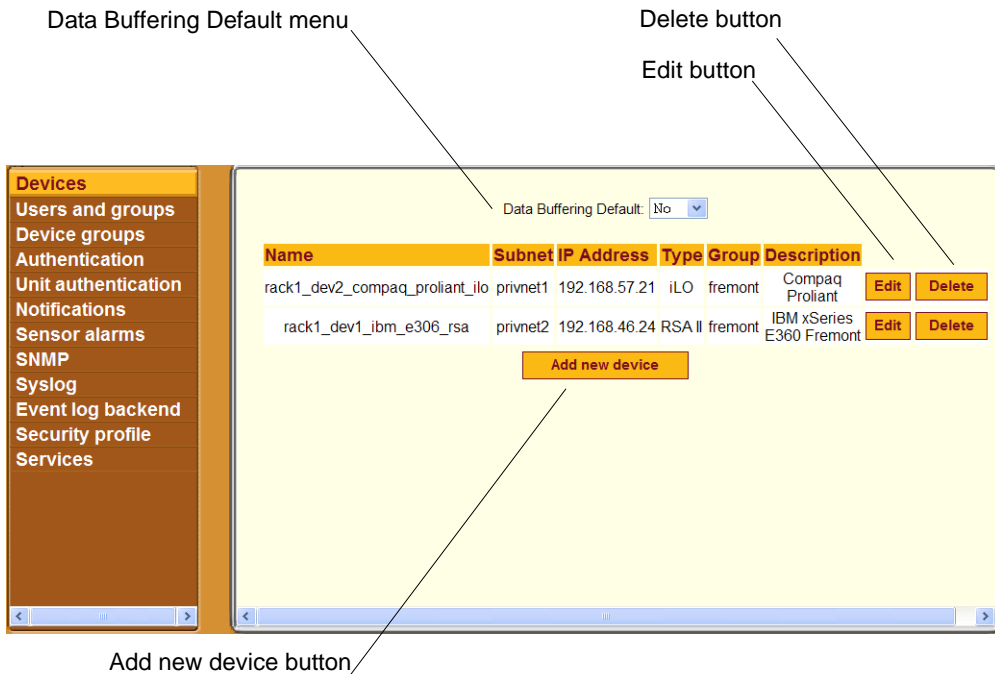 Data Buffering Default menu
Delete button
Edit button
Devices
Users and groups
Device groups
Authentication
Unit authentication
Notifications
Sensor alarms
SNMP
Syslog
Event log backend
Security profile
Services
Data Buffering Default: No
Name Subnet IP Address Type Group Description
rack1_dev2_compaq_proliant_ilo privnet1 192.168.57.21 iLO fremont Compaq Proliant Edit Delete
rack1_dev1_ibm_e306_rsa privnet2 192.168.46.24 RSA II fremont IBM xSeries E360 Fremont Edit Delete
Add new device
Add new device button